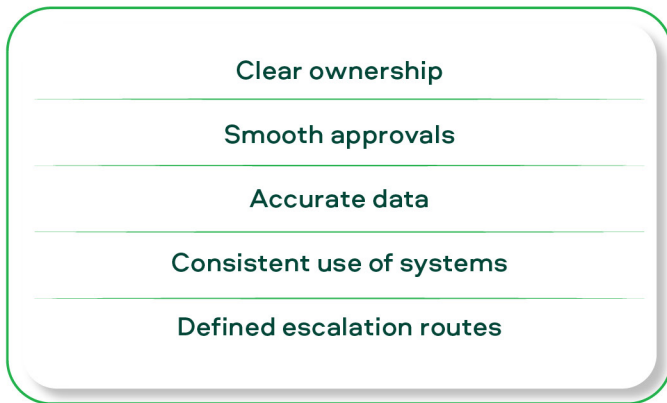 Clear ownership
Smooth approvals
Accurate data
Consistent use of systems
Defined escalation routes